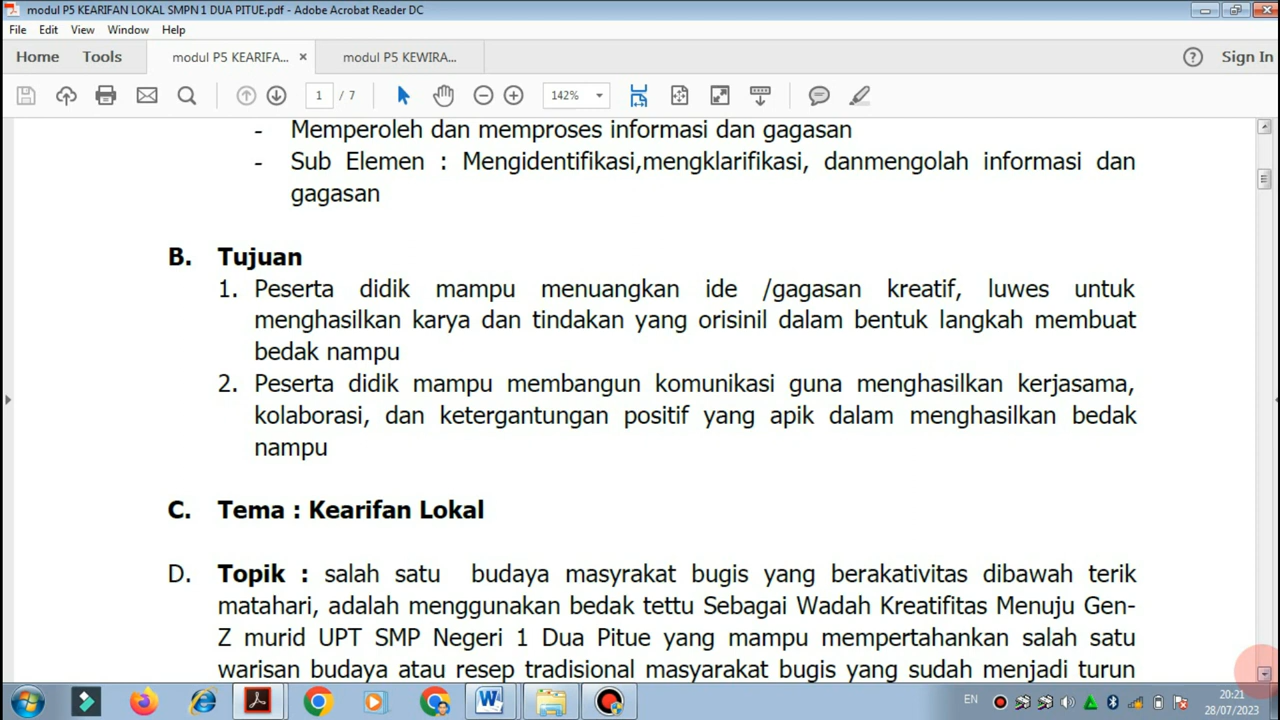 modul P5 KEARIFAN LOKAL SMPN 1 DUA PITUE.pdf - Adobe Acrobat Reader DC
File Edit View Window Help
Home Tools modul P5 KEARIFA... × modul P5 KEWIRA... Sign In
1 / 7 142%
- Memperoleh dan memproses informasi dan gagasan
- Sub Elemen : Mengidentifikasi,mengklarifikasi, danmengolah informasi dan
gagasan
B. Tujuan
1. Peserta didik mampu menuangkan ide /gagasan kreatif, luwes untuk
menghasilkan karya dan tindakan yang orisinil dalam bentuk langkah membuat
bedak nampu
2. Peserta didik mampu membangun komunikasi guna menghasilkan kerjasama,
kolaborasi, dan ketergantungan positif yang apik dalam menghasilkan bedak
nampu
C. Tema : Kearifan Lokal
D. Topik : salah satu budaya masyrakat bugis yang berakativitas dibawah terik
matahari, adalah menggunakan bedak tettu Sebagai Wadah Kreatifitas Menuju Gen-
Z murid UPT SMP Negeri 1 Dua Pitue yang mampu mempertahankan salah satu
warisan budaya atau resep tradisional masyarakat bugis yang sudah menjadi turun
EN 20:21
28/07/2023